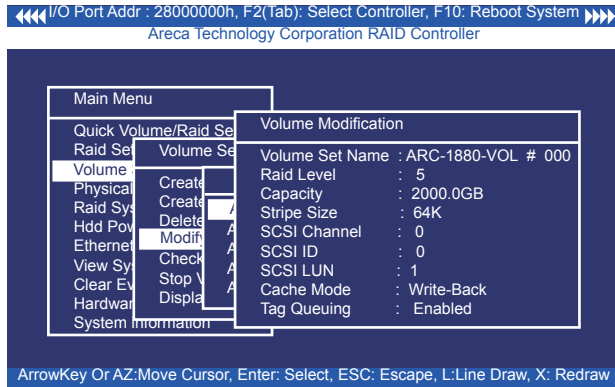 I/O Port Addr : 28000000h, F2(Tab): Select Controller, F10: Reboot System
Areca Technology Corporation RAID Controller
Main Menu
Quick Volume/Raid Se
Raid Set
Volume
Physical
Raid Sys
Hdd Pow
Ethernet
View Sy
Clear Ev
Hardwar
System Information
Volume Se
Create
Create
Delete
Modify
Check
Stop V
Displa
A
A
A
A
Volume Modification
Volume Set Name : ARC-1880-VOL # 000
Raid Level : 5
Capacity : 2000.0GB
Stripe Size : 64K
SCSI Channel : 0
SCSI ID : 0
SCSI LUN : 1
Cache Mode : Write-Back
Tag Queuing : Enabled
ArrowKey Or AZ:Move Cursor, Enter: Select, ESC: Escape, L:Line Draw, X: Redraw